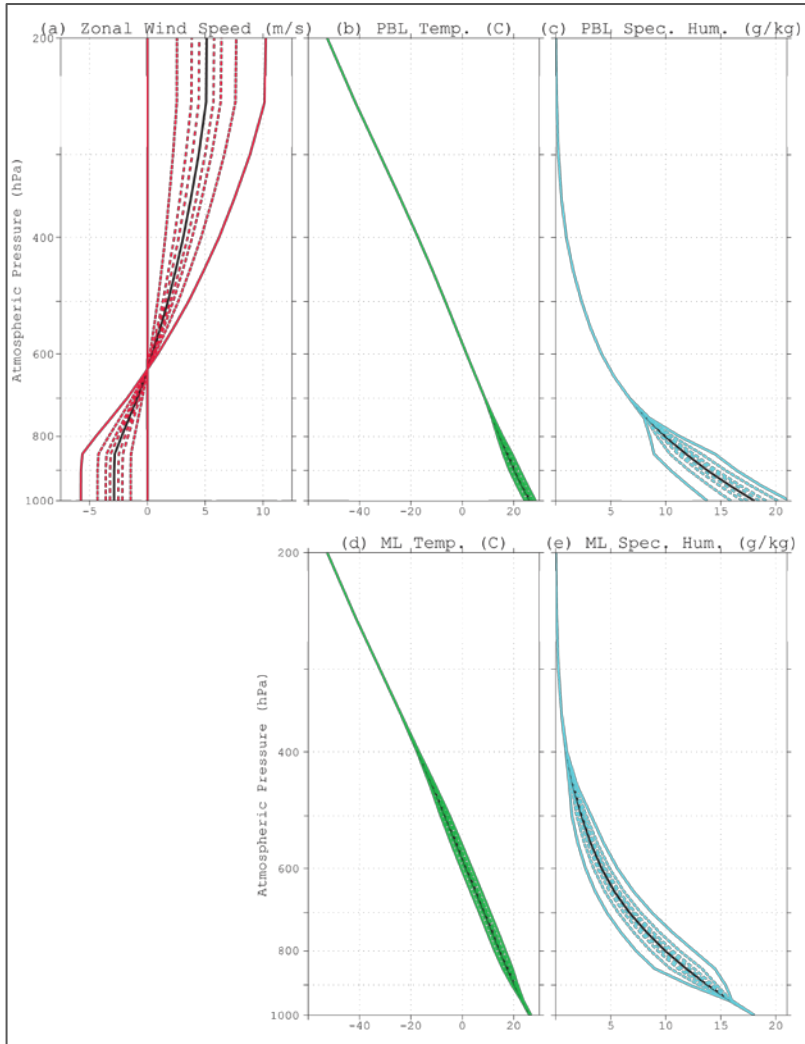 (a) Zonal Wind Speed (m/s) (b) PBL Temp. (C) (c) PBL Spec. Hum. (g/kg)
200
400
600
800
1000
Atmospheric Pressure (hPa)
-5 0 5 10
-40 -20 0 20
0 5 10 15 20
(d) ML Temp. (C) (e) ML Spec. Hum. (g/kg)
200
400
600
800
1000
Atmospheric Pressure (hPa)
-40 -20 0 20
0 5 10 15 20